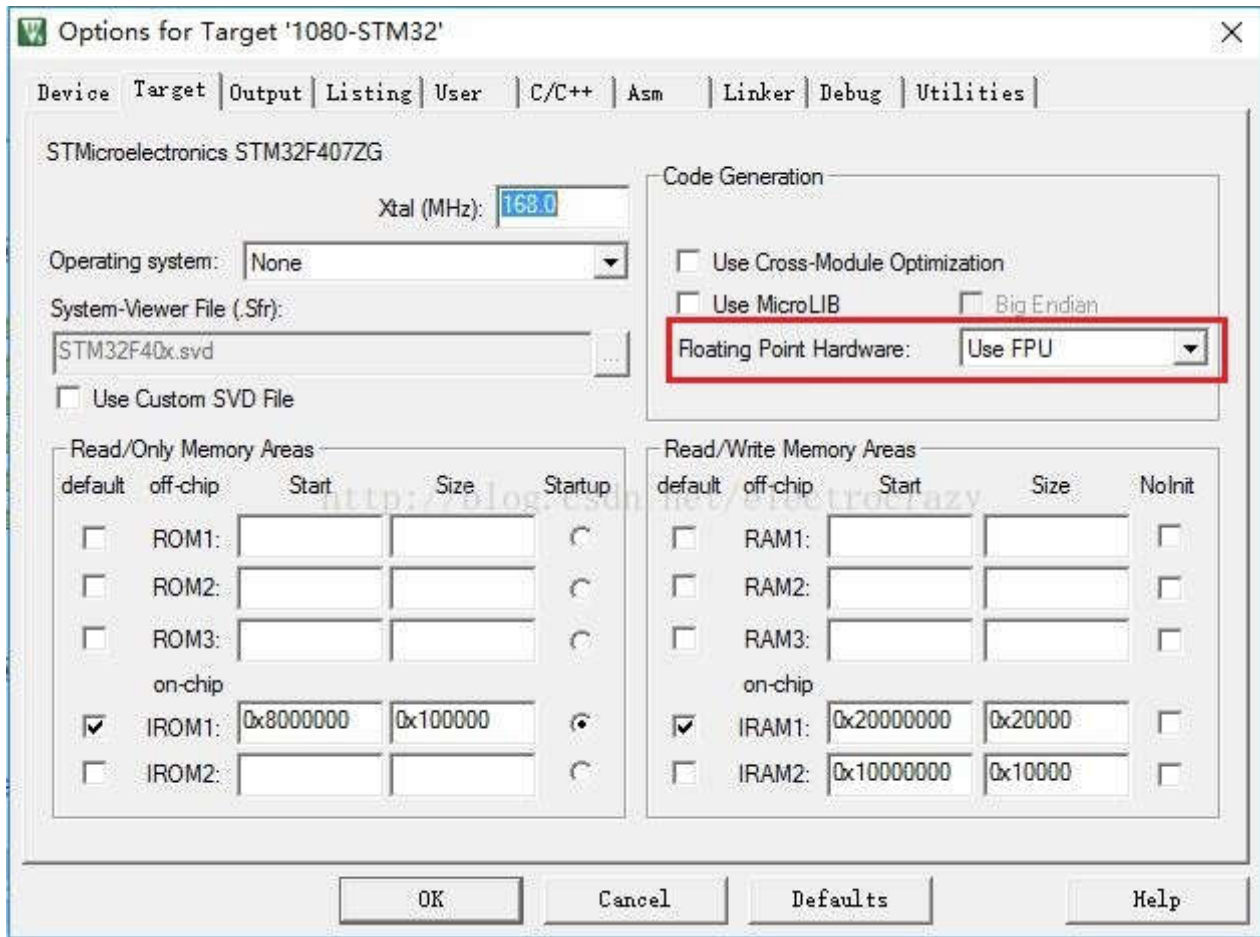 Options for Target '1080-STM32'
Device Target Output Listing User C/C++ Asm Linker Debug Utilities
STMicroelectronics STM32F407ZG
Xtal (MHz): 168.0
Operating system: None
System-Viewer File (.Sfr):
STM32F40x.svd ...
Use Custom SVD File
Code Generation
Use Cross-Module Optimization
Use MicroLIB Big Endian
Floating Point Hardware: Use FPU
Read/Only Memory Areas
default off-chip Start Size Startup
ROM1:
ROM2:
ROM3:
on-chip
IROM1: 0x8000000 0x100000
IROM2:
Read/Write Memory Areas
default off-chip Start Size NoInit
RAM1:
RAM2:
RAM3:
on-chip
IRAM1: 0x20000000 0x20000
IRAM2: 0x10000000 0x10000
http://blog.csdn.net/electrocrazy
OK Cancel Defaults Help